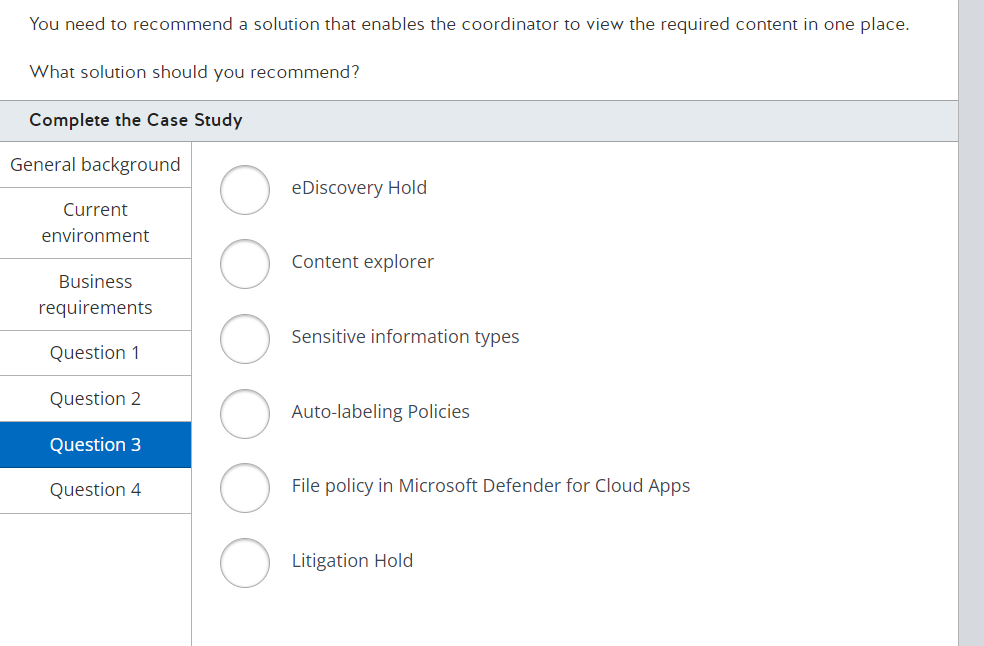 You need to recommend a solution that enables the coordinator to view the required content in one place.
What solution should you recommend?
Complete the Case Study
General background
Current
environment
Business
requirements
Question 1
Question 2
Question 3
Question 4
eDiscovery Hold
Content explorer
Sensitive information types
Auto-labeling Policies
File policy in Microsoft Defender for Cloud Apps
Litigation Hold